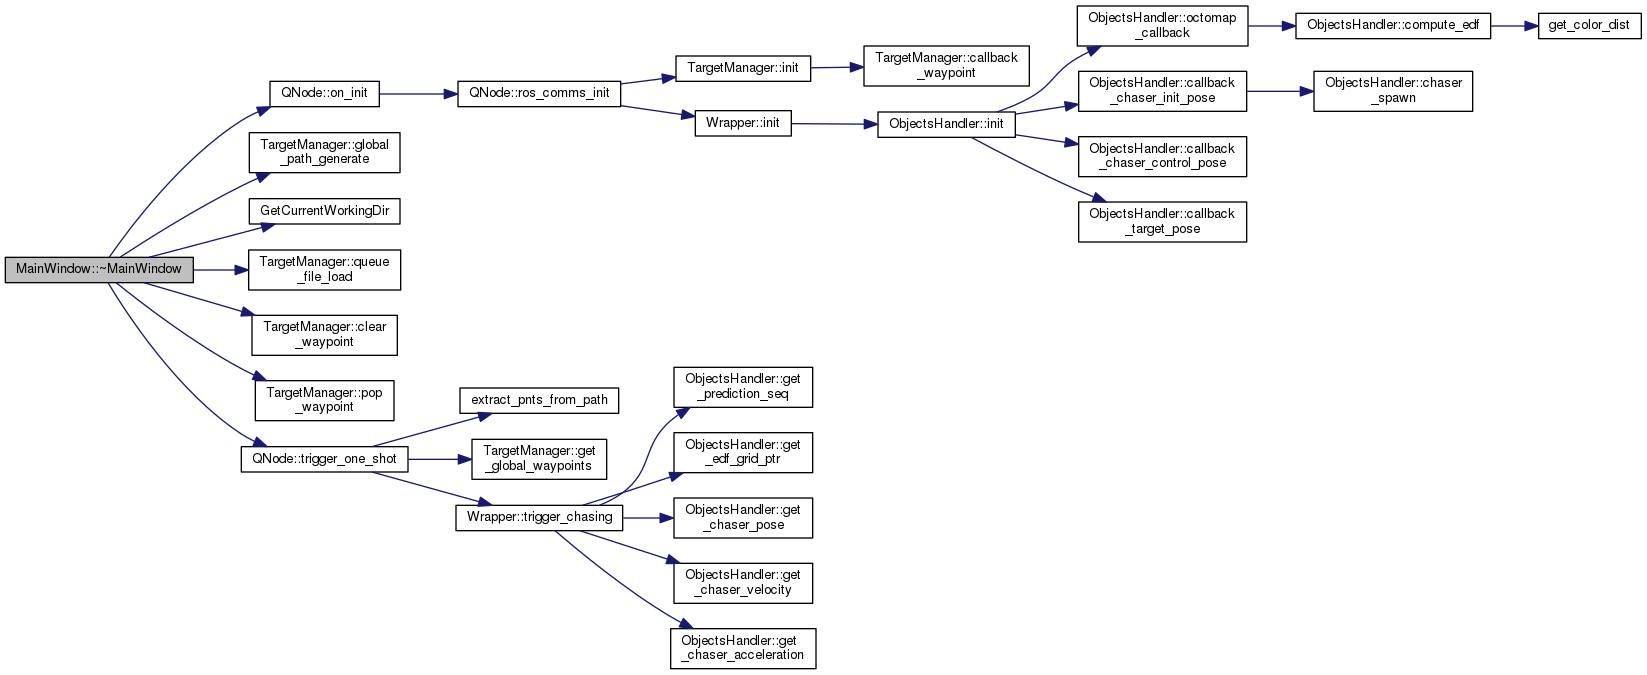 MainWindow::~MainWindow
QNode::on_init
TargetManager::global
_path_generate
GetCurrentWorkingDir
TargetManager::queue
_file_load
TargetManager::clear
_waypoint
TargetManager::pop
_waypoint
QNode::trigger_one_shot
QNode::ros_comms_init
TargetManager::init
TargetManager::callback
_waypoint
Wrapper::init
ObjectsHandler::init
ObjectsHandler::octomap
_callback
ObjectsHandler::compute_edf
get_color_dist
ObjectsHandler::callback
_chaser_init_pose
ObjectsHandler::chaser
_spawn
ObjectsHandler::callback
_chaser_control_pose
ObjectsHandler::callback
_target_pose
extract_pnts_from_path
TargetManager::get
_global_waypoints
Wrapper::trigger_chasing
ObjectsHandler::get
_prediction_seq
ObjectsHandler::get
_edf_grid_ptr
ObjectsHandler::get
_chaser_pose
ObjectsHandler::get
_chaser_velocity
ObjectsHandler::get
_chaser_acceleration